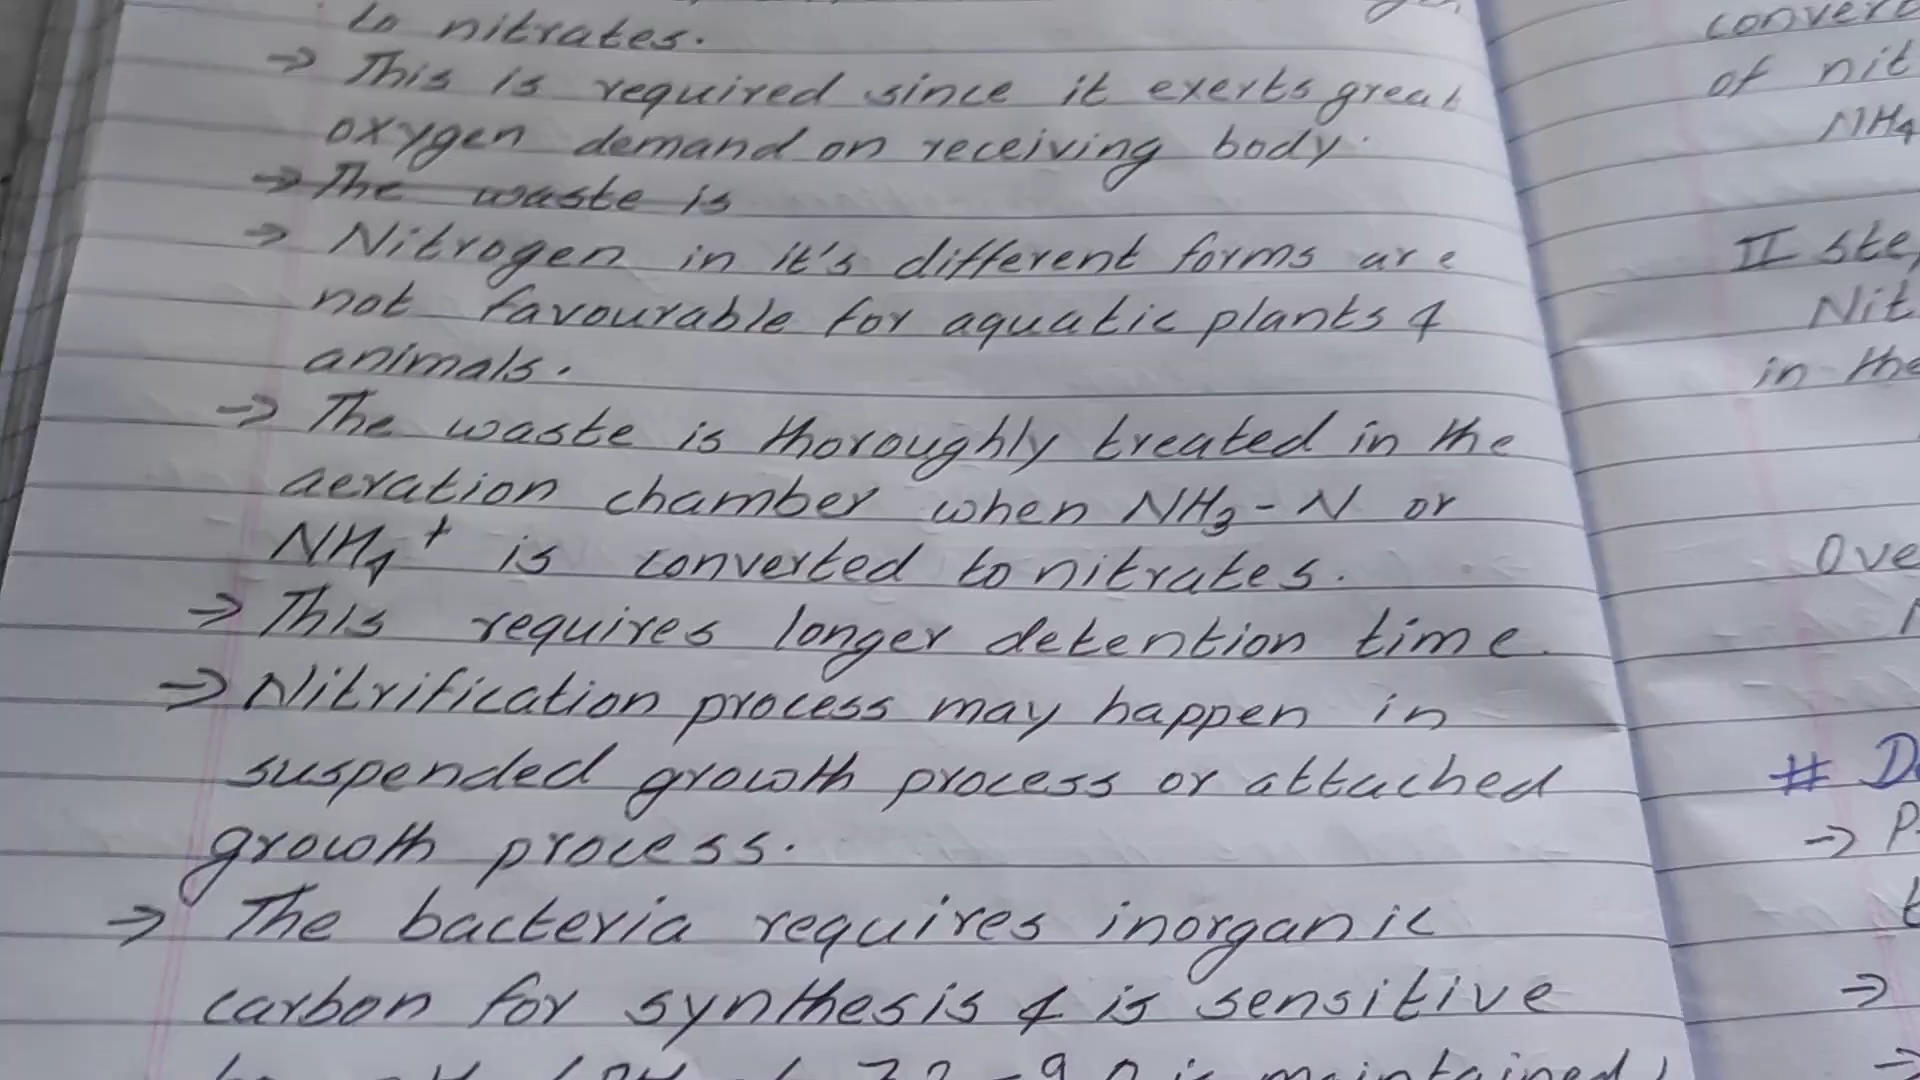 to nitrates.
→ This is required since it exerts great
oxygen demand on receiving body.
→ The waste is
→ Nitrogen in it's different forms are
not favourable for aquatic plants &
animals.
→ The waste is thoroughly treated in the
aeration chamber when NH₃-N or
NH₄⁺ is converted to nitrates.
→ This requires longer detention time.
→ Nitrification process may happen in
suspended growth process or attached
growth process.
→ The bacteria requires inorganic
carbon for synthesis & is sensitive
of nit
NH₄
II ste
Nit
in the
Ove
# D
→ P
→
→